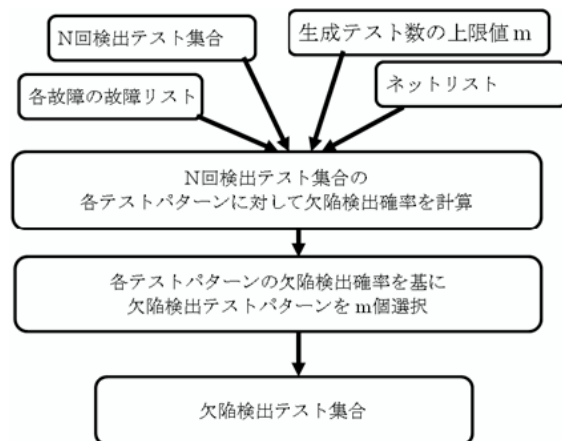 N回検出テスト集合
生成テスト数の上限値 m
各故障の故障リスト
ネットリスト
N回検出テスト集合の
各テストパターンに対して欠陥検出確率を計算
各テストパターンの欠陥検出確率を基に
欠陥検出テストパターンを m個選択
欠陥検出テスト集合